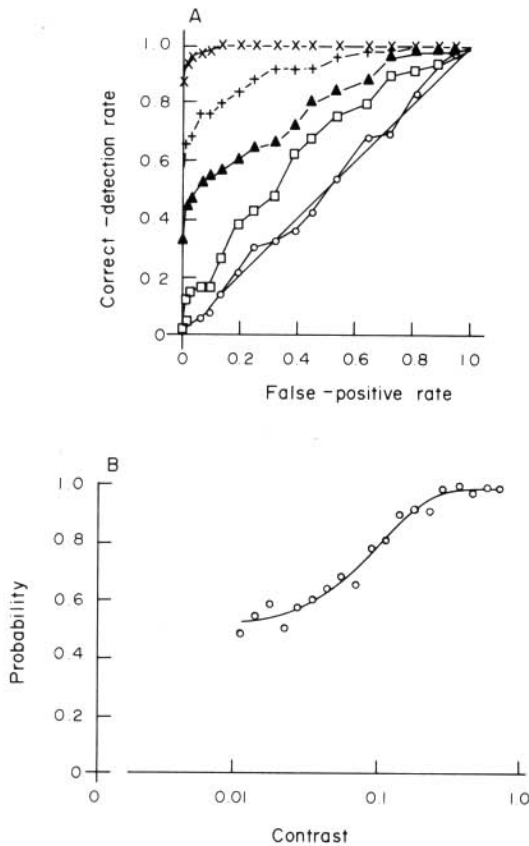 A
Correct-detection rate
1.0
0.8
0.6
0.4
0.2
0
0 0.2 0.4 0.6 0.8 1.0
False-positive rate
B
Probability
1.0
0.8
0.6
0.4
0.2
0
0 0.01 0.1 1.0
Contrast